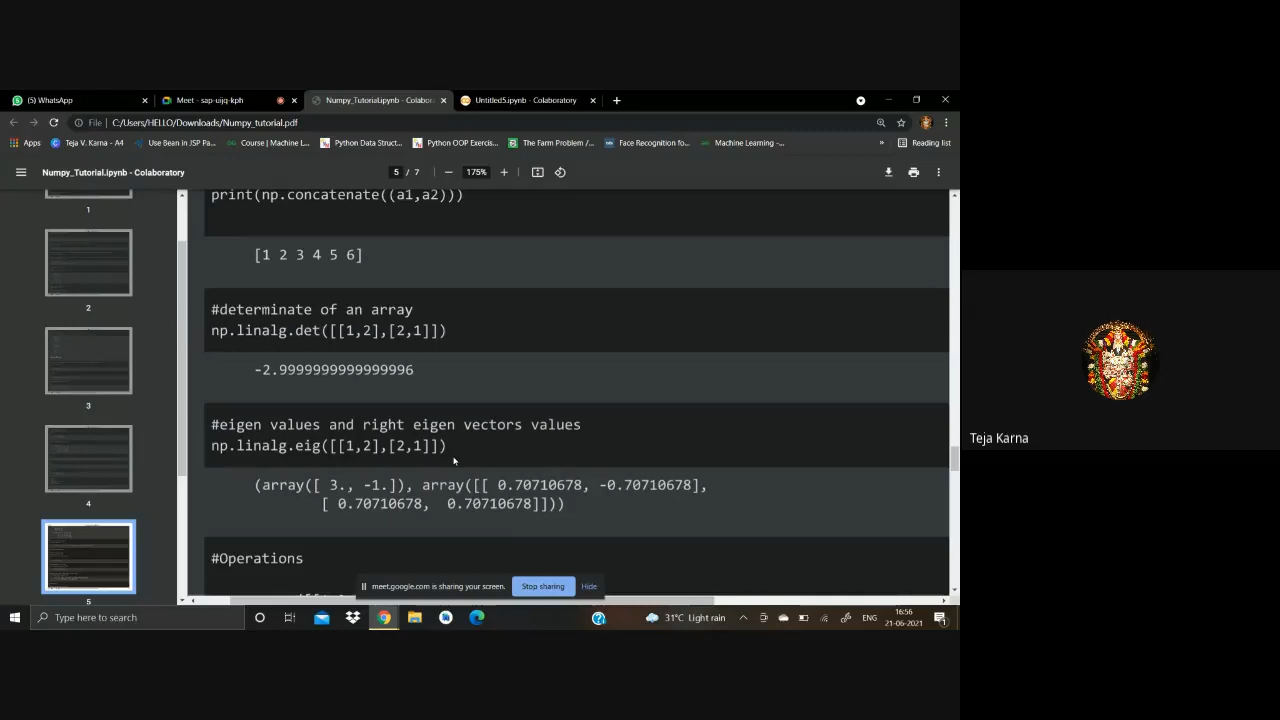 (5) WhatsApp
Meet - sap-uijq-kph
Numpy_Tutorial.ipynb - Colabora
Untitled5.ipynb - Colaboratory
File | C:/Users/HELLO/Downloads/Numpy_tutorial.pdf
Apps
Teja V. Karna - A4
Use Bean in JSP Pa...
Course | Machine L...
Python Data Struct...
Python OOP Exercis...
The Farm Problem /...
Face Recognition fo...
Machine Learning -...
»
Reading list
Numpy_Tutorial.ipynb - Colaboratory
5 / 7
175%
print(np.concatenate((a1,a2)))
1
[1 2 3 4 5 6]
2
#determinate of an array
np.linalg.det([[1,2],[2,1]])
-2.9999999999999996
3
#eigen values and right eigen vectors values
np.linalg.eig([[1,2],[2,1]])
(array([ 3., -1.]), array([[ 0.70710678, -0.70710678],
[ 0.70710678, 0.70710678]]))
4
#Operations
5
meet.google.com is sharing your screen.
Stop sharing
Hide
Type here to search
31°C Light rain
ENG
16:56
21-06-2021
Teja Karna